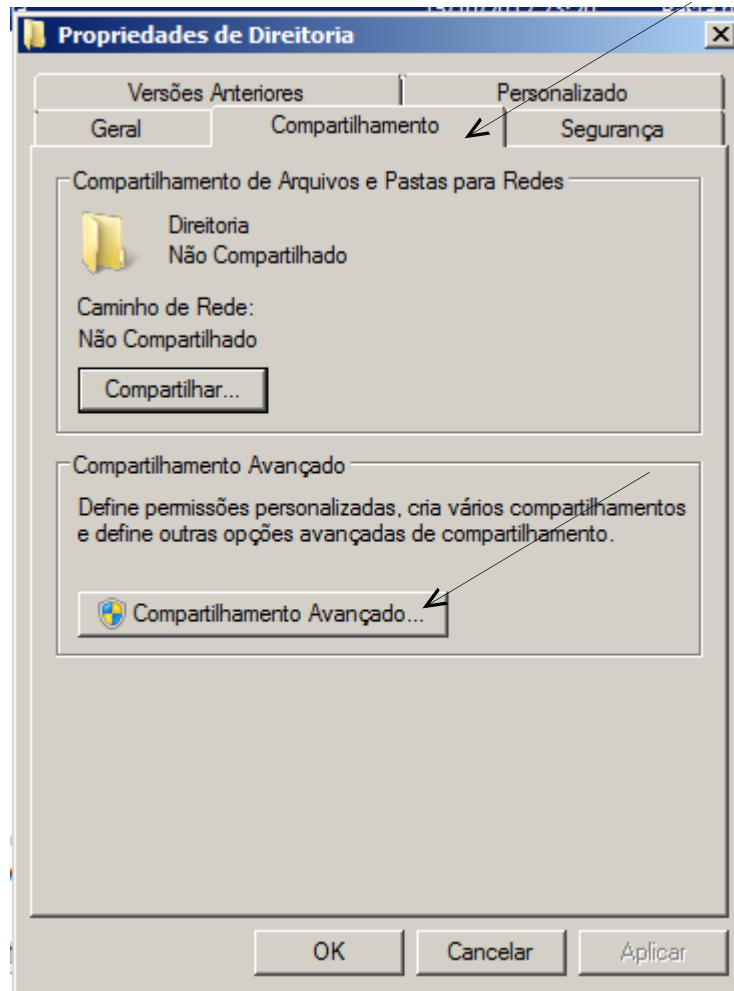 Propriedades de Direitoria
Versões Anteriores
Personalizado
Geral
Compartilhamento
Segurança
Compartilhamento de Arquivos e Pastas para Redes
Direitoria
Não Compartilhado
Caminho de Rede:
Não Compartilhado
Compartilhar...
Compartilhamento Avançado
Define permissões personalizadas, cria vários compartilhamentos
e define outras opções avançadas de compartilhamento.
Compartilhamento Avançado...
OK
Cancelar
Aplicar